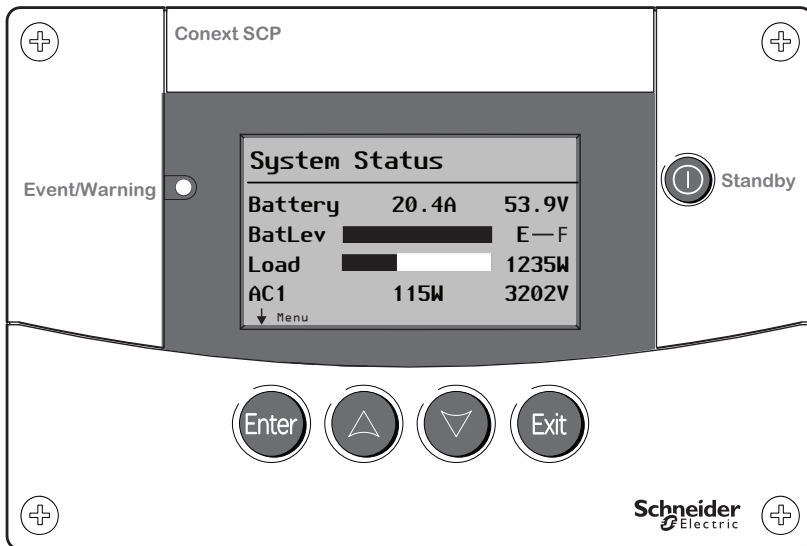 Conext SCP
Event/Warning
Standby
System Status
Battery 20.4A 53.9V
BatLev E—F
Load 1235W
AC1 115W 3202V
↓ Menu
Enter
Exit
Schneider
Electric